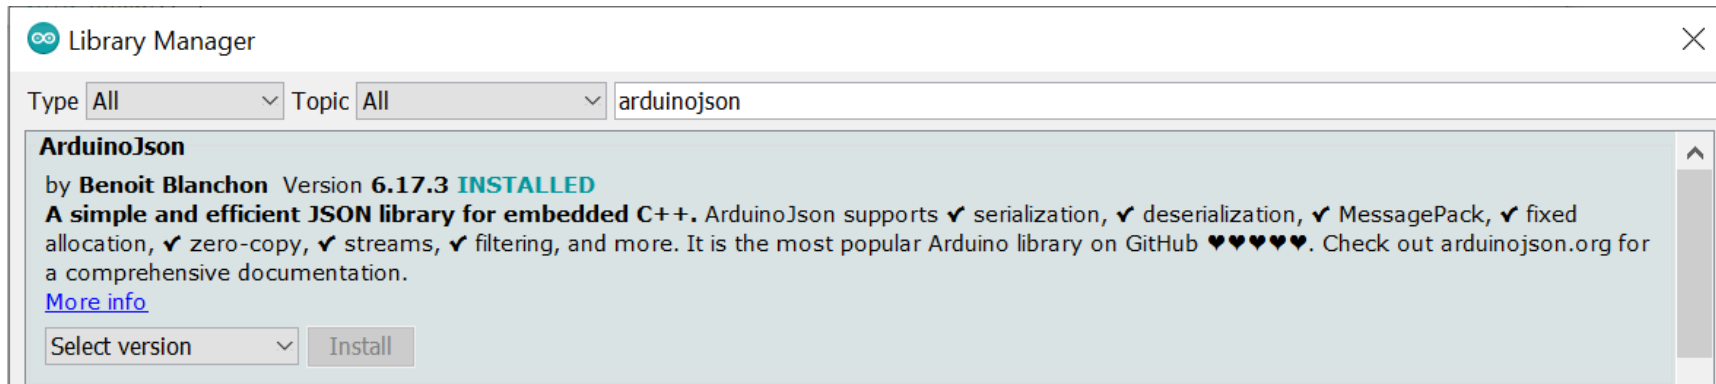 Library Manager
Type All Topic All arduinojson
ArduinoJson
by Benoit Blanchon Version 6.17.3 INSTALLED
A simple and efficient JSON library for embedded C++. ArduinoJson supports ✔ serialization, ✔ deserialization, ✔ MessagePack, ✔ fixed
allocation, ✔ zero-copy, ✔ streams, ✔ filtering, and more. It is the most popular Arduino library on GitHub ♥♥♥♥♥. Check out arduinojson.org for
a comprehensive documentation.
More info
Select version Install